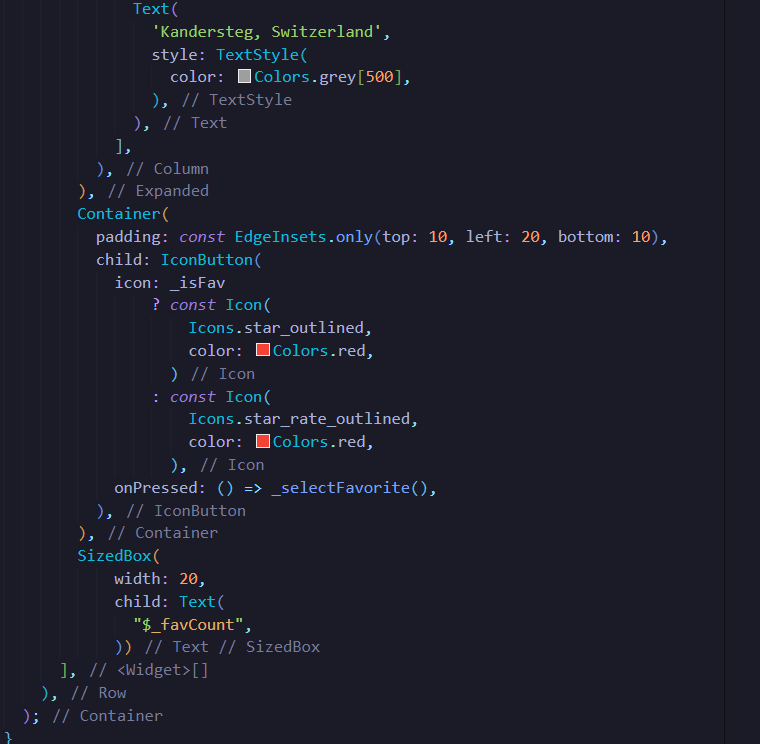 Text(
'Kandersteg, Switzerland',
style: TextStyle(
color: Colors.grey[500],
), // TextStyle
), // Text
],
), // Column
), // Expanded
Container(
padding: const EdgeInsets.only(top: 10, left: 20, bottom: 10),
child: IconButton(
icon: _isFav
? const Icon(
Icons.star_outlined,
color: Colors.red,
) // Icon
: const Icon(
Icons.star_rate_outlined,
color: Colors.red,
), // Icon
onPressed: () => _selectFavorite(),
), // IconButton
), // Container
SizedBox(
width: 20,
child: Text(
"$_favCount",
)) // Text // SizedBox
], // <Widget>[]
), // Row
); // Container
}